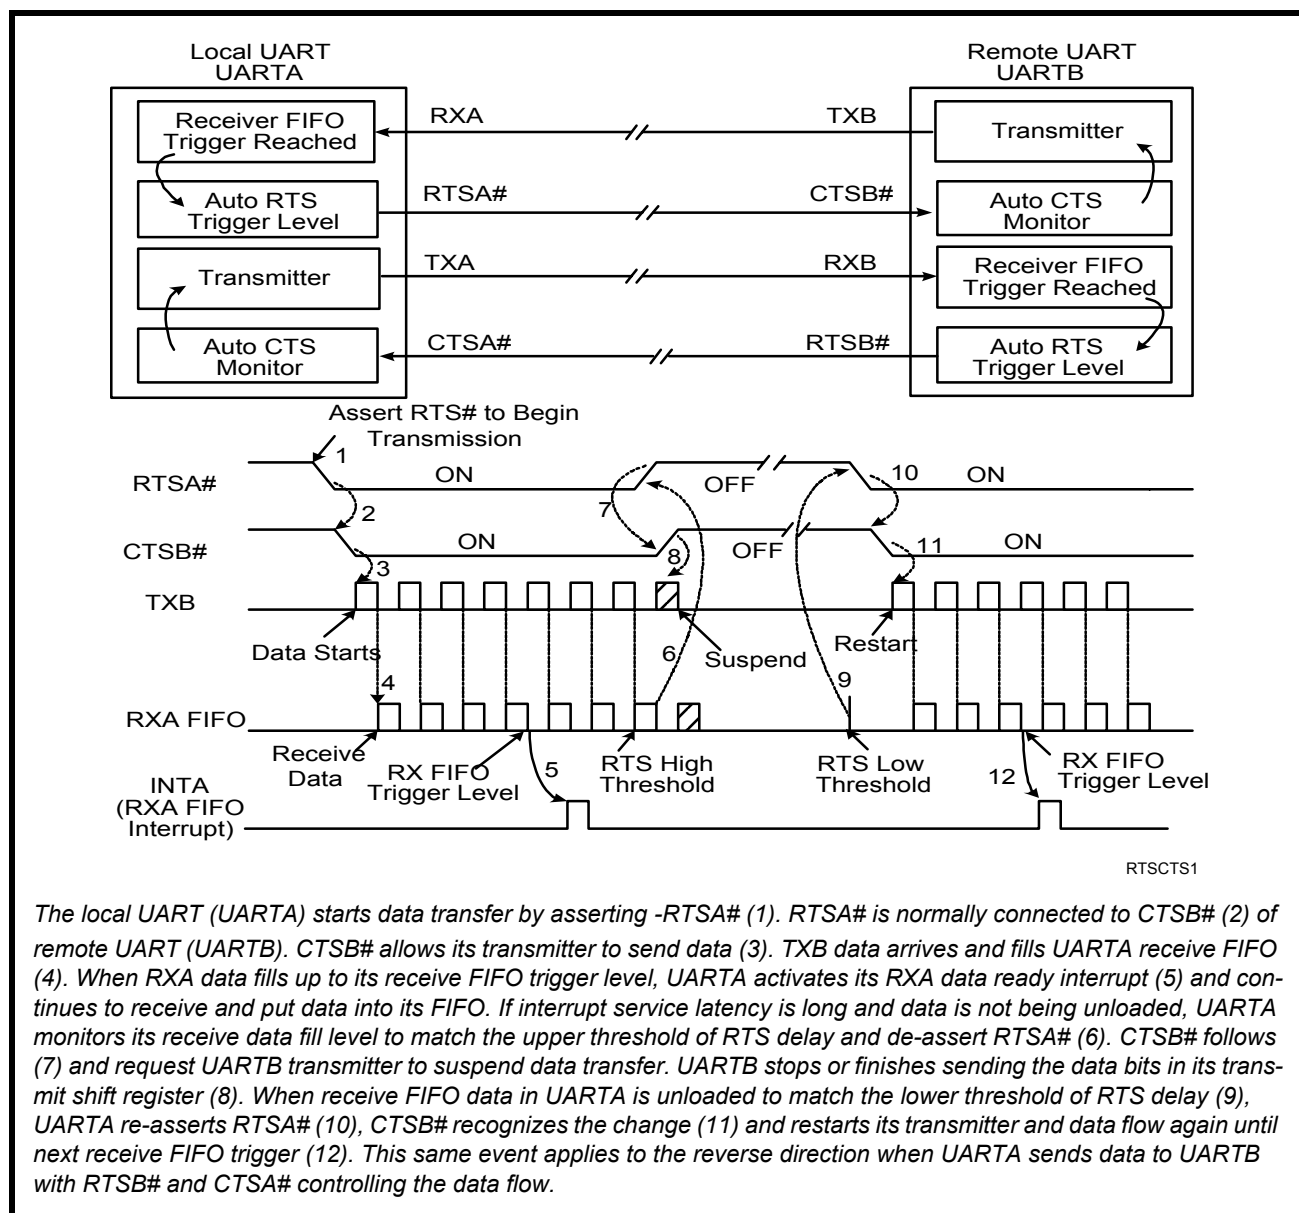 Local UART
UARTA
Remote UART
UARTB
Receiver FIFO
Trigger Reached
RXA
TXB
Transmitter
Auto RTS
Trigger Level
RTSA#
CTSB#
Auto CTS
Monitor
Transmitter
TXA
RXB
Receiver FIFO
Trigger Reached
Auto CTS
Monitor
CTSA#
RTSB#
Auto RTS
Trigger Level
Assert RTS# to Begin
Transmission
RTSA#
1
ON
7
OFF
10
ON
2
CTSB#
ON
8
OFF
11
ON
3
TXB
Data Starts
6
Suspend
Restart
4
9
RXA FIFO
Receive
Data
RX FIFO
Trigger Level
5
RTS High
Threshold
RTS Low
Threshold
12
RX FIFO
Trigger Level
INTA
(RXA FIFO
Interrupt)
RTSCTS1
The local UART (UARTA) starts data transfer by asserting -RTSA# (1). RTSA# is normally connected to CTSB# (2) of
remote UART (UARTB). CTSB# allows its transmitter to send data (3). TXB data arrives and fills UARTA receive FIFO
(4). When RXA data fills up to its receive FIFO trigger level, UARTA activates its RXA data ready interrupt (5) and con-
tinues to receive and put data into its FIFO. If interrupt service latency is long and data is not being unloaded, UARTA
monitors its receive data fill level to match the upper threshold of RTS delay and de-assert RTSA# (6). CTSB# follows
(7) and request UARTB transmitter to suspend data transfer. UARTB stops or finishes sending the data bits in its trans-
mit shift register (8). When receive FIFO data in UARTA is unloaded to match the lower threshold of RTS delay (9),
UARTA re-asserts RTSA# (10), CTSB# recognizes the change (11) and restarts its transmitter and data flow again until
next receive FIFO trigger (12). This same event applies to the reverse direction when UARTA sends data to UARTB
with RTSB# and CTSA# controlling the data flow.